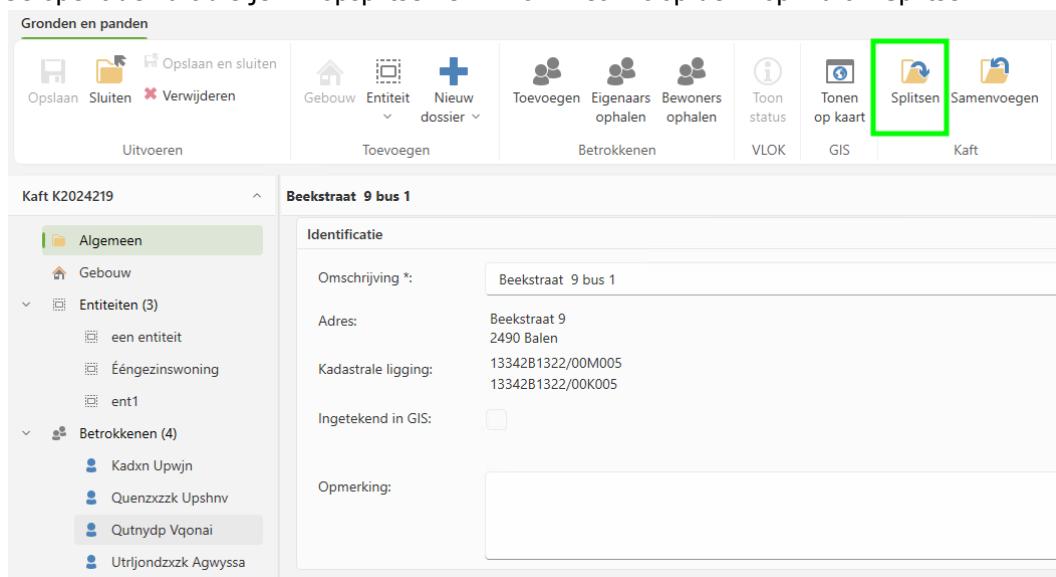 Gronden en panden
Opslaan
Sluiten
Opslaan en sluiten
Verwijderen
Uitvoeren
Gebouw
Entiteit
Nieuw
dossier
Toevoegen
Toevoegen
Eigenaars
ophalen
Bewoners
ophalen
Betrokkenen
Toon
status
VLOK
Tonen
op kaart
GIS
Splitsen
Samenvoegen
Kaft
Kaft K2024219
Algemeen
Gebouw
Entiteiten (3)
een entiteit
Ééngezinswoning
ent1
Betrokkenen (4)
Kadxn Upwjn
Quenzxzzk Upshnv
Qutnydp Vqonai
Utrljondzxzk Agwyssa
Beekstraat 9 bus 1
Identificatie
Omschrijving *:
Beekstraat 9 bus 1
Adres:
Beekstraat 9
2490 Balen
Kadastrale ligging:
13342B1322/00M005
13342B1322/00K005
Ingetekend in GIS:
Opmerking: